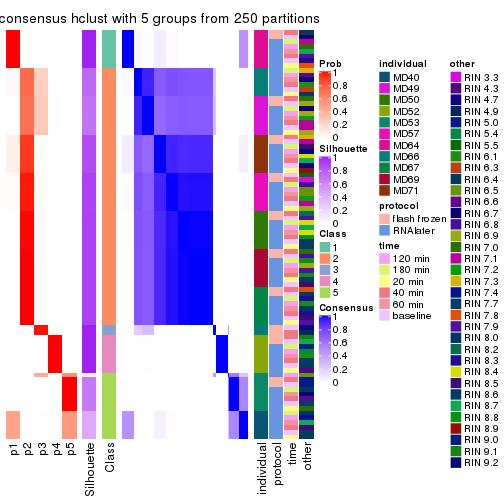 consensus hclust with 5 groups from 250 partitions
p1
p2
p3
p4
p5
Silhouette
Class
individual
protocol
time
other
Prob
1
0.8
0.6
0.4
0.2
0
Silhouette
1
0.8
0.6
0.4
0.2
0
Class
1
2
3
4
5
Consensus
1
0.8
0.6
0.4
0.2
0
individual
MD40
MD49
MD50
MD52
MD53
MD57
MD64
MD66
MD67
MD69
MD71
protocol
flash frozen
RNAlater
time
120 min
180 min
20 min
40 min
60 min
baseline
other
RIN 3.3
RIN 4.3
RIN 4.7
RIN 4.9
RIN 5.0
RIN 5.4
RIN 5.5
RIN 6.1
RIN 6.3
RIN 6.4
RIN 6.5
RIN 6.6
RIN 6.7
RIN 6.8
RIN 6.9
RIN 7.0
RIN 7.1
RIN 7.2
RIN 7.3
RIN 7.4
RIN 7.7
RIN 7.8
RIN 7.9
RIN 8.0
RIN 8.2
RIN 8.3
RIN 8.4
RIN 8.5
RIN 8.6
RIN 8.7
RIN 8.8
RIN 8.9
RIN 9.0
RIN 9.1
RIN 9.2